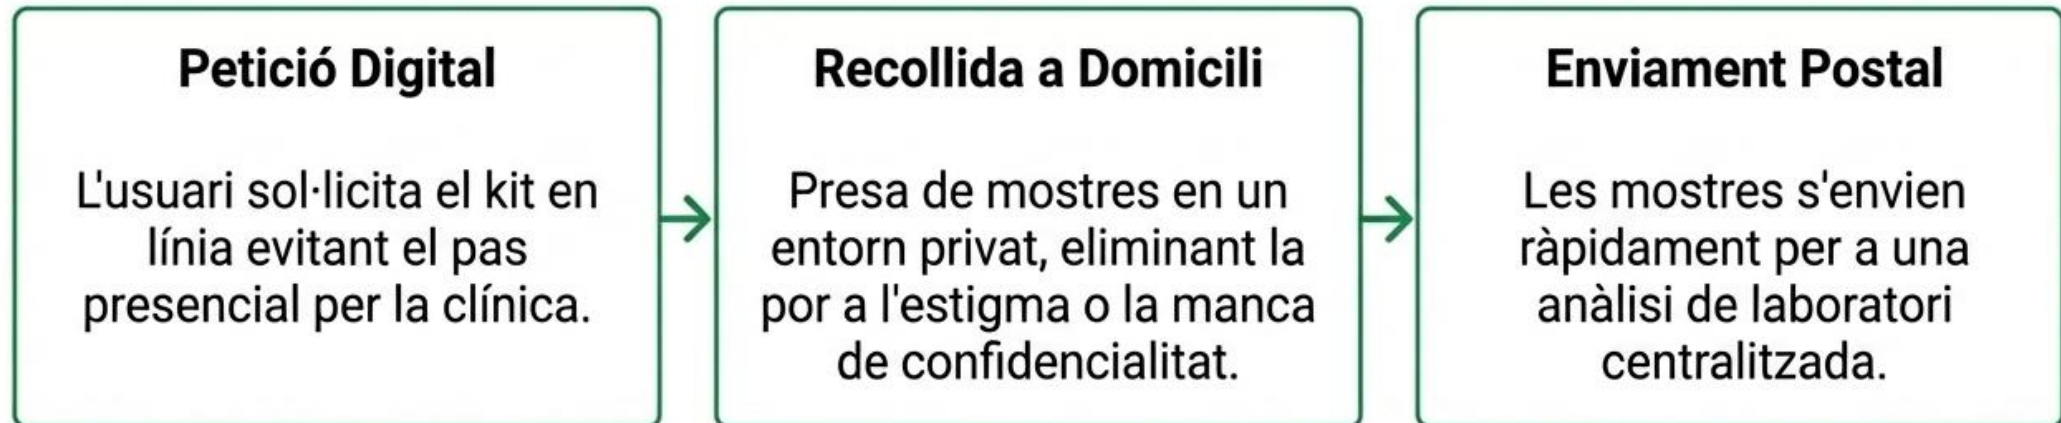 Petició Digital
L'usuari sol·licita el kit en
línia evitant el pas
presencial per la clínica.
Recollida a Domicili
Presa de mostres en un
entorn privat, eliminant la
por a l'estigma o la manca
de confidencialitat.
Enviament Postal
Les mostres s'envien
ràpidament per a una
anàlisi de laboratori
centralitzada.